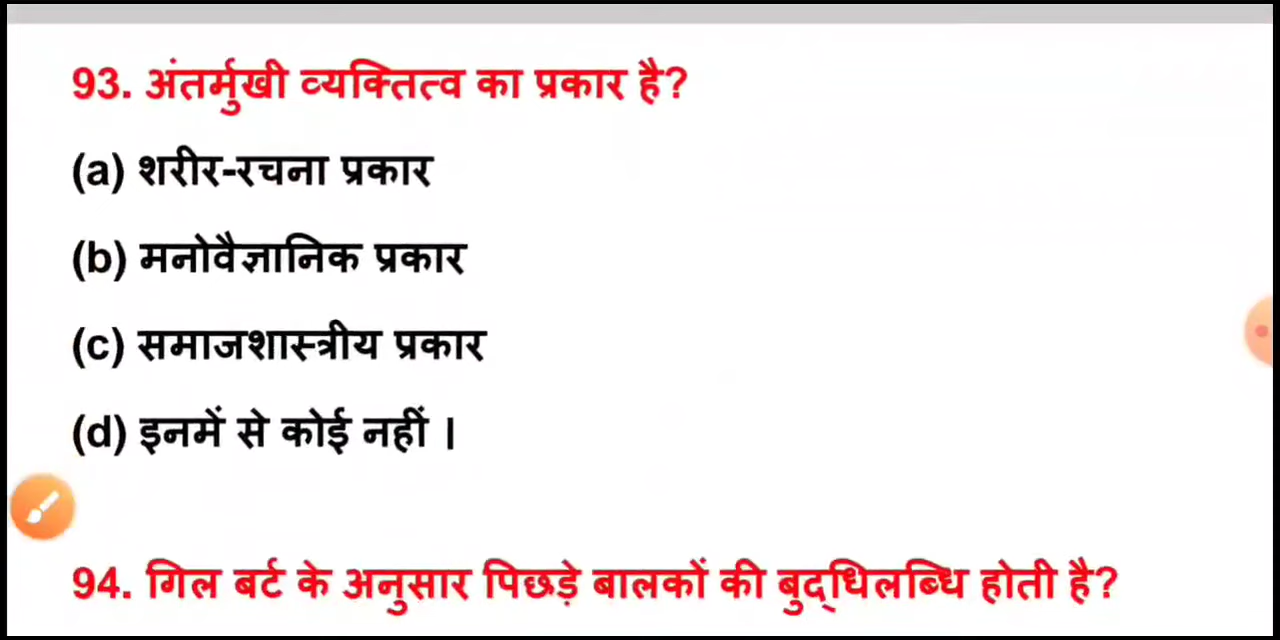 93. अंतर्मुखी व्यक्तित्व का प्रकार है?
(a) शरीर-रचना प्रकार
(b) मनोवैज्ञानिक प्रकार
(c) समाजशास्त्रीय प्रकार
(d) इनमें से कोई नहीं ।
94. गिल बर्ट के अनुसार पिछड़े बालकों की बुद्धिलब्धि होती है?